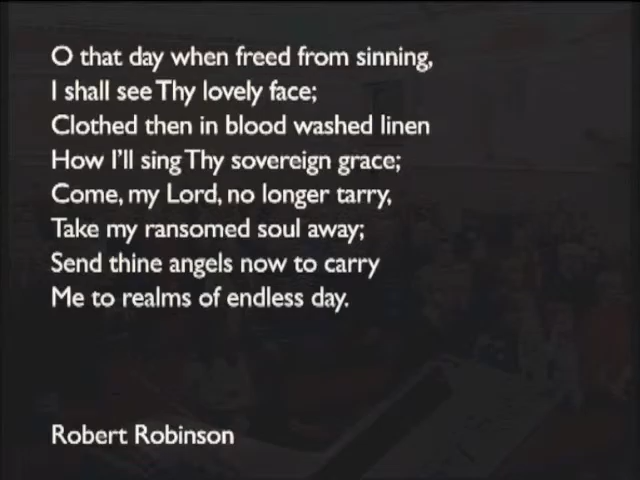 O that day when freed from sinning,
I shall see Thy lovely face;
Clothed then in blood washed linen
How I'll sing Thy sovereign grace;
Come, my Lord, no longer tarry,
Take my ransomed soul away;
Send thine angels now to carry
Me to realms of endless day.
Robert Robinson